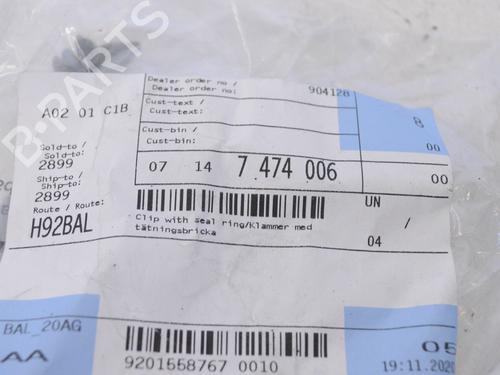 B-PARTS
Dealer order no /
Dealer order no: 904128
A02 01 C1B
Cust-text /
Cust-text: 8
Sold-to / Cust-bin / 00
Sold-to: Cust-bin:
2899
Ship-to / 07 14 7 474 006 00
Ship-to:
2899
Route / Route:
H92BAL
UN /
Clip with seal ring/Klammer med
tätningsbricka
04
BAL_20AG
AA
9201558767 0010
05
19:11.2020